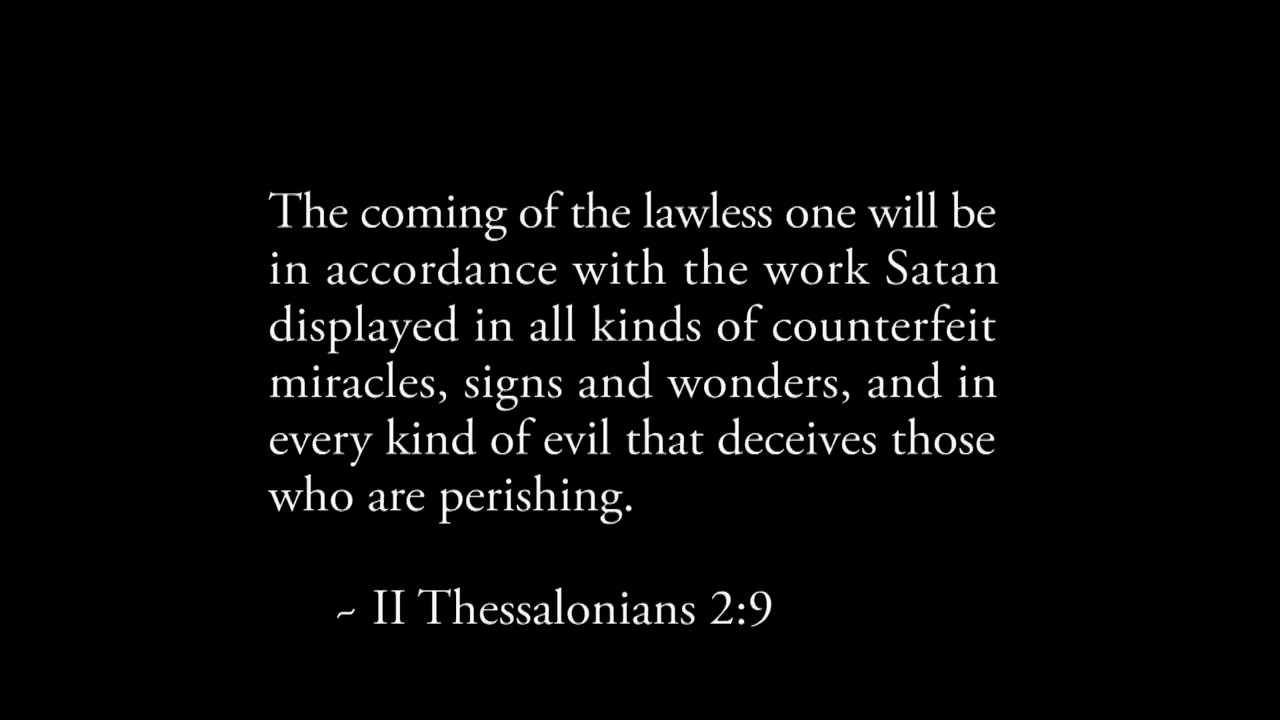 The coming of the lawless one will be
in accordance with the work Satan
displayed in all kinds of counterfeit
miracles, signs and wonders, and in
every kind of evil that deceives those
who are perishing.
~ II Thessalonians 2:9